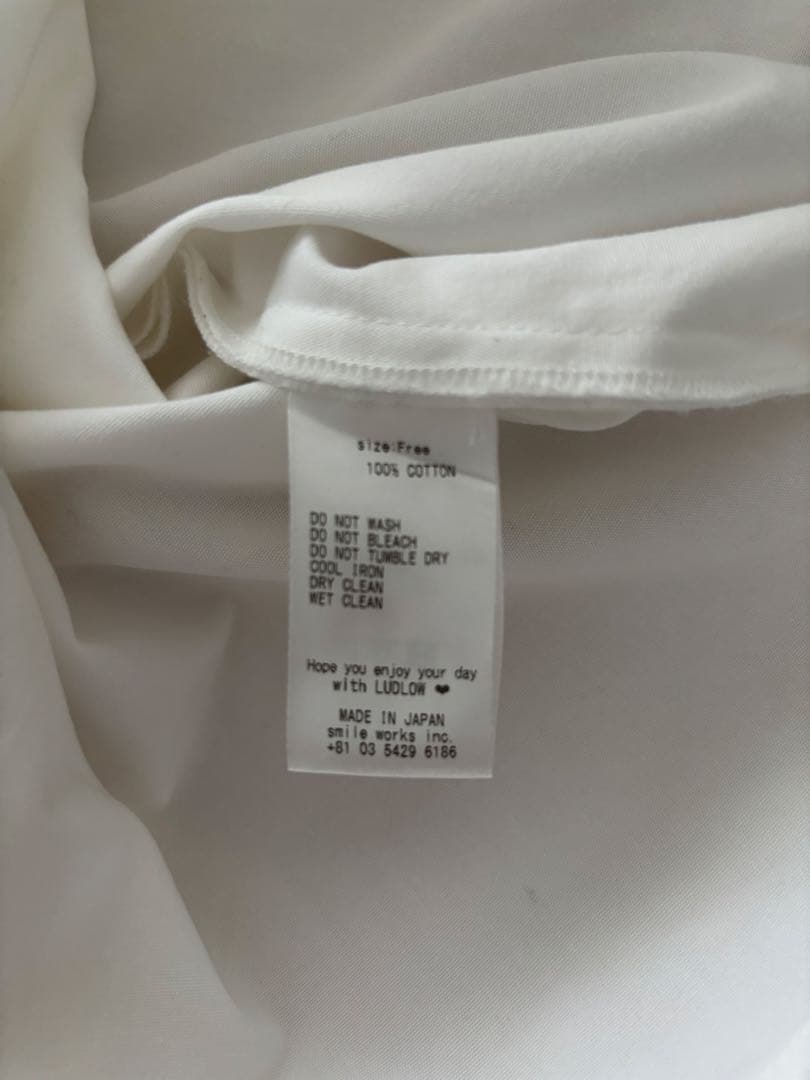 size:Free
100% COTTON
DO NOT WASH
DO NOT BLEACH
DO NOT TUMBLE DRY
COOL IRON
DRY CLEAN
WET CLEAN
Hope you enjoy your day
with LUDLOW ❤
MADE IN JAPAN
smile works inc.
+81 03 5429 6186